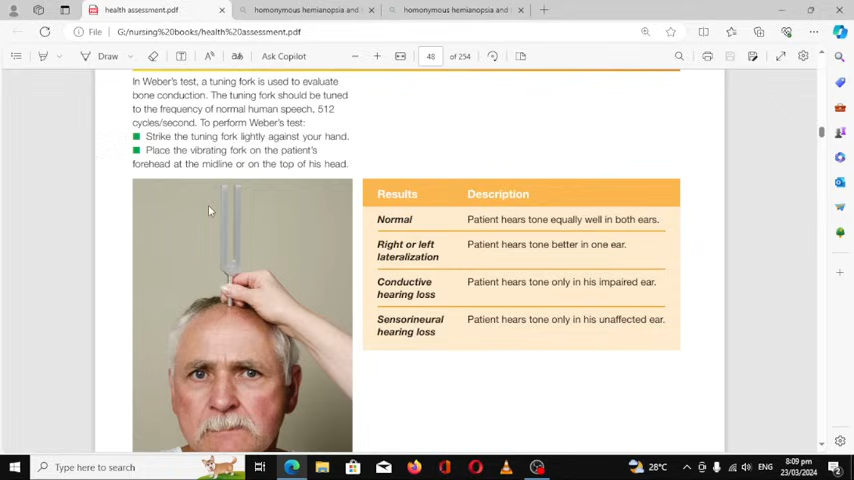 health assessment.pdf
homonymous hemianopsia and
homonymous hemianopsia and
File
G:/nursing%20books/health%20assessment.pdf
Draw
Ask Copilot
48
of 254
In Weber's test, a tuning fork is used to evaluate
bone conduction. The tuning fork should be tuned
to the frequency of normal human speech, 512
cycles/second. To perform Weber's test:
Strike the tuning fork lightly against your hand.
Place the vibrating fork on the patient's
forehead at the midline or on the top of his head.
Results Description
Normal Patient hears tone equally well in both ears.
Right or left Patient hears tone better in one ear.
lateralization
Conductive Patient hears tone only in his impaired ear.
hearing loss
Sensorineural Patient hears tone only in his unaffected ear.
hearing loss
Type here to search
28°C
ENG
8:09 pm
23/03/2024
2